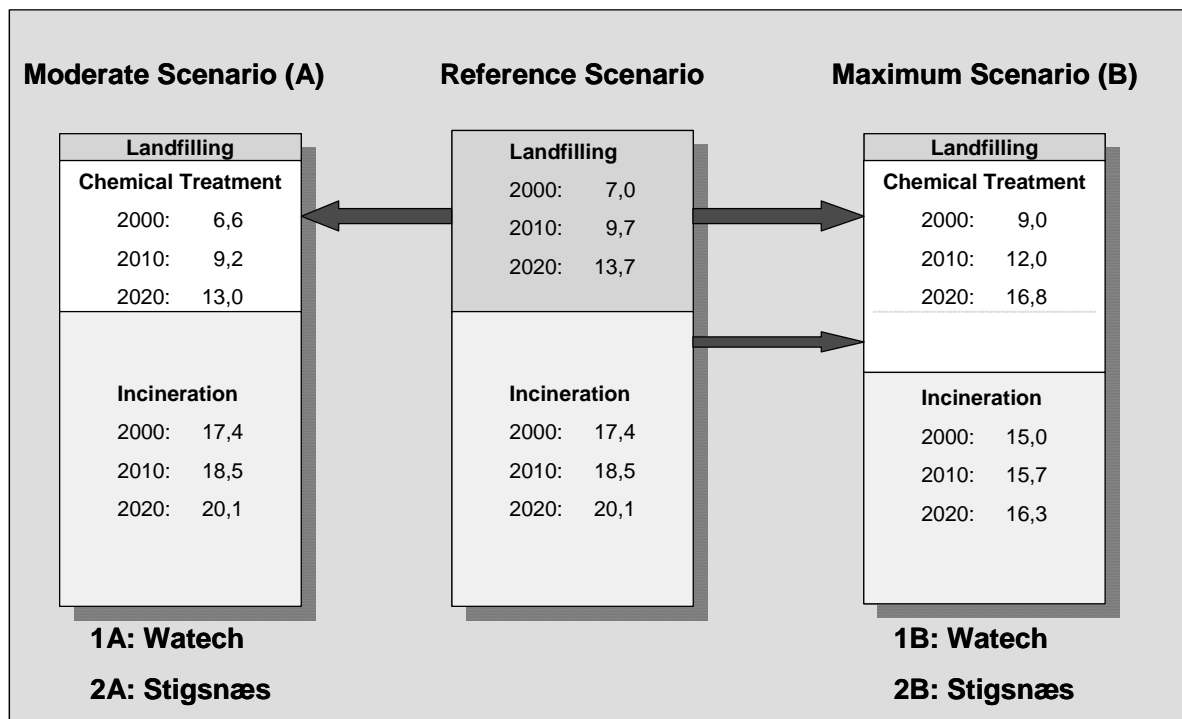 Moderate Scenario (A)
Landfilling
Chemical Treatment
2000: 6,6
2010: 9,2
2020: 13,0
Incineration
2000: 17,4
2010: 18,5
2020: 20,1
1A: Watech
2A: Stigsnæs
Reference Scenario
Landfilling
2000: 7,0
2010: 9,7
2020: 13,7
Incineration
2000: 17,4
2010: 18,5
2020: 20,1
Maximum Scenario (B)
Landfilling
Chemical Treatment
2000: 9,0
2010: 12,0
2020: 16,8
Incineration
2000: 15,0
2010: 15,7
2020: 16,3
1B: Watech
2B: Stigsnæs